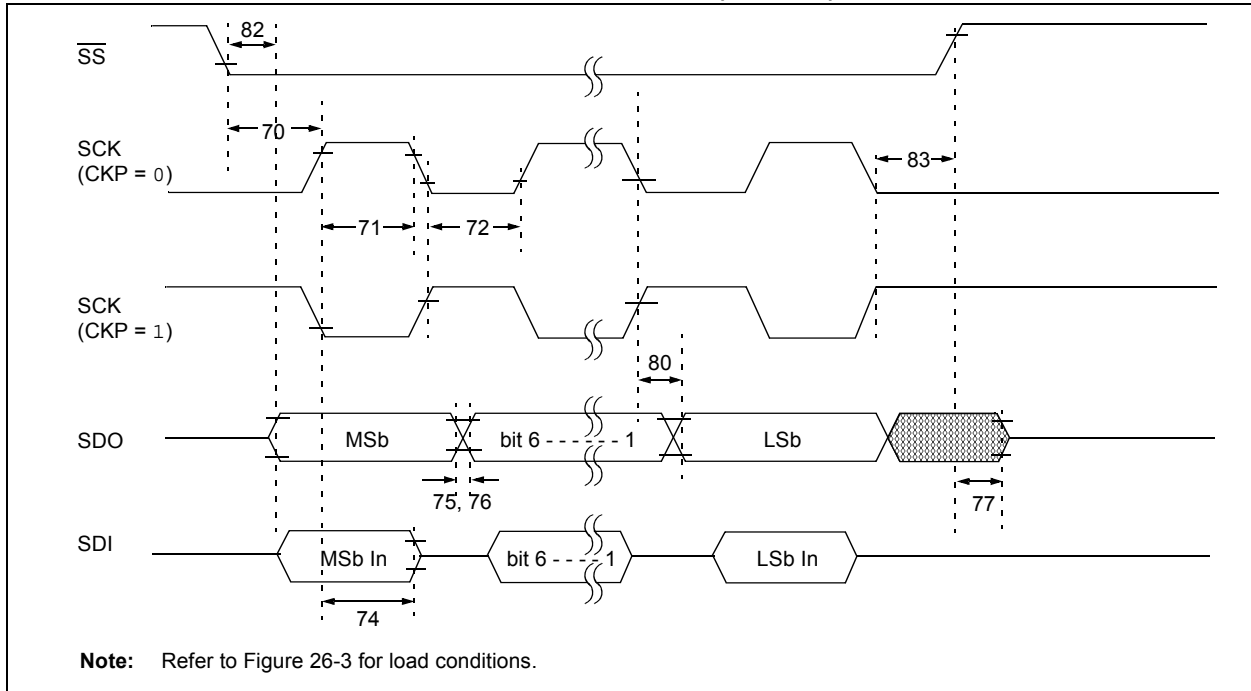 82
SS
70
SCK
(CKP = 0)
83
71
72
SCK
(CKP = 1)
80
SDO
MSb
bit 6 - - - - - - 1
LSb
75, 76
77
SDI
MSb In
bit 6 - - - - 1
LSb In
74
Note: Refer to Figure 26-3 for load conditions.